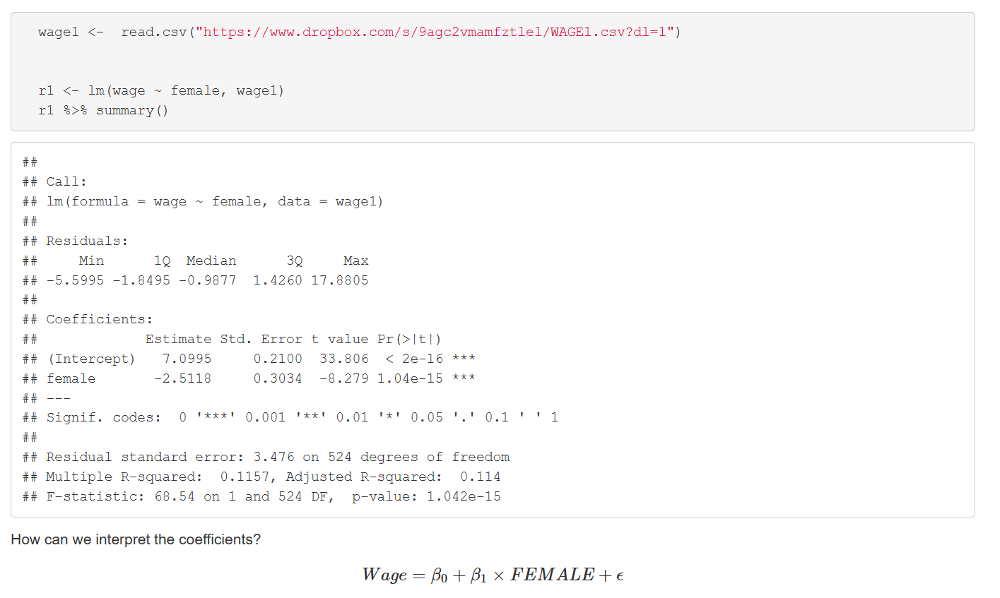 wage1 <-  read.csv("https://www.dropbox.com/s/9agc2vmamfztlel/WAGE1.csv?dl=1")
r1 <- lm(wage ~ female, wage1)
r1 %>% summary()
##
## Call:
## lm(formula = wage ~ female, data = wage1)
##
## Residuals:
##     Min      1Q  Median      3Q     Max
## -5.5995 -1.8495 -0.9877  1.4260 17.8805
##
## Coefficients:
##             Estimate Std. Error t value Pr(>|t|)
## (Intercept)   7.0995     0.2100  33.806  < 2e-16 ***
## female       -2.5118     0.3034  -8.279 1.04e-15 ***
## ---
## Signif. codes:  0 '***' 0.001 '**' 0.01 '*' 0.05 '.' 0.1 ' ' 1
##
## Residual standard error: 3.476 on 524 degrees of freedom
## Multiple R-squared:  0.1157, Adjusted R-squared:  0.114
## F-statistic: 68.54 on 1 and 524 DF,  p-value: 1.042e-15
How can we interpret the coefficients?
Wage = β₀ + β₁ × FEMALE + ϵ